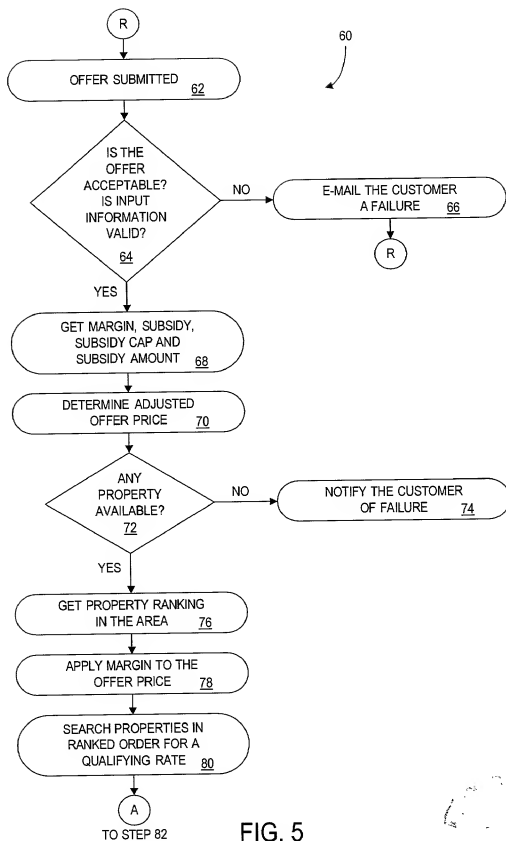 R
60
OFFER SUBMITTED
62
IS THE
OFFER
ACCEPTABLE?
IS INPUT
INFORMATION
VALID?
64
NO
E-MAIL THE CUSTOMER
A FAILURE 66
R
YES
GET MARGIN, SUBSIDY,
SUBSIDY CAP AND
SUBSIDY AMOUNT
68
DETERMINE ADJUSTED
OFFER PRICE 70
ANY
PROPERTY
AVAILABLE?
72
NO
NOTIFY THE CUSTOMER
OF FAILURE 74
YES
GET PROPERTY RANKING
IN THE AREA 76
APPLY MARGIN TO THE
OFFER PRICE 78
SEARCH PROPERTIES IN
RANKED ORDER FOR A
QUALIFYING RATE 80
A
TO STEP 82
FIG. 5